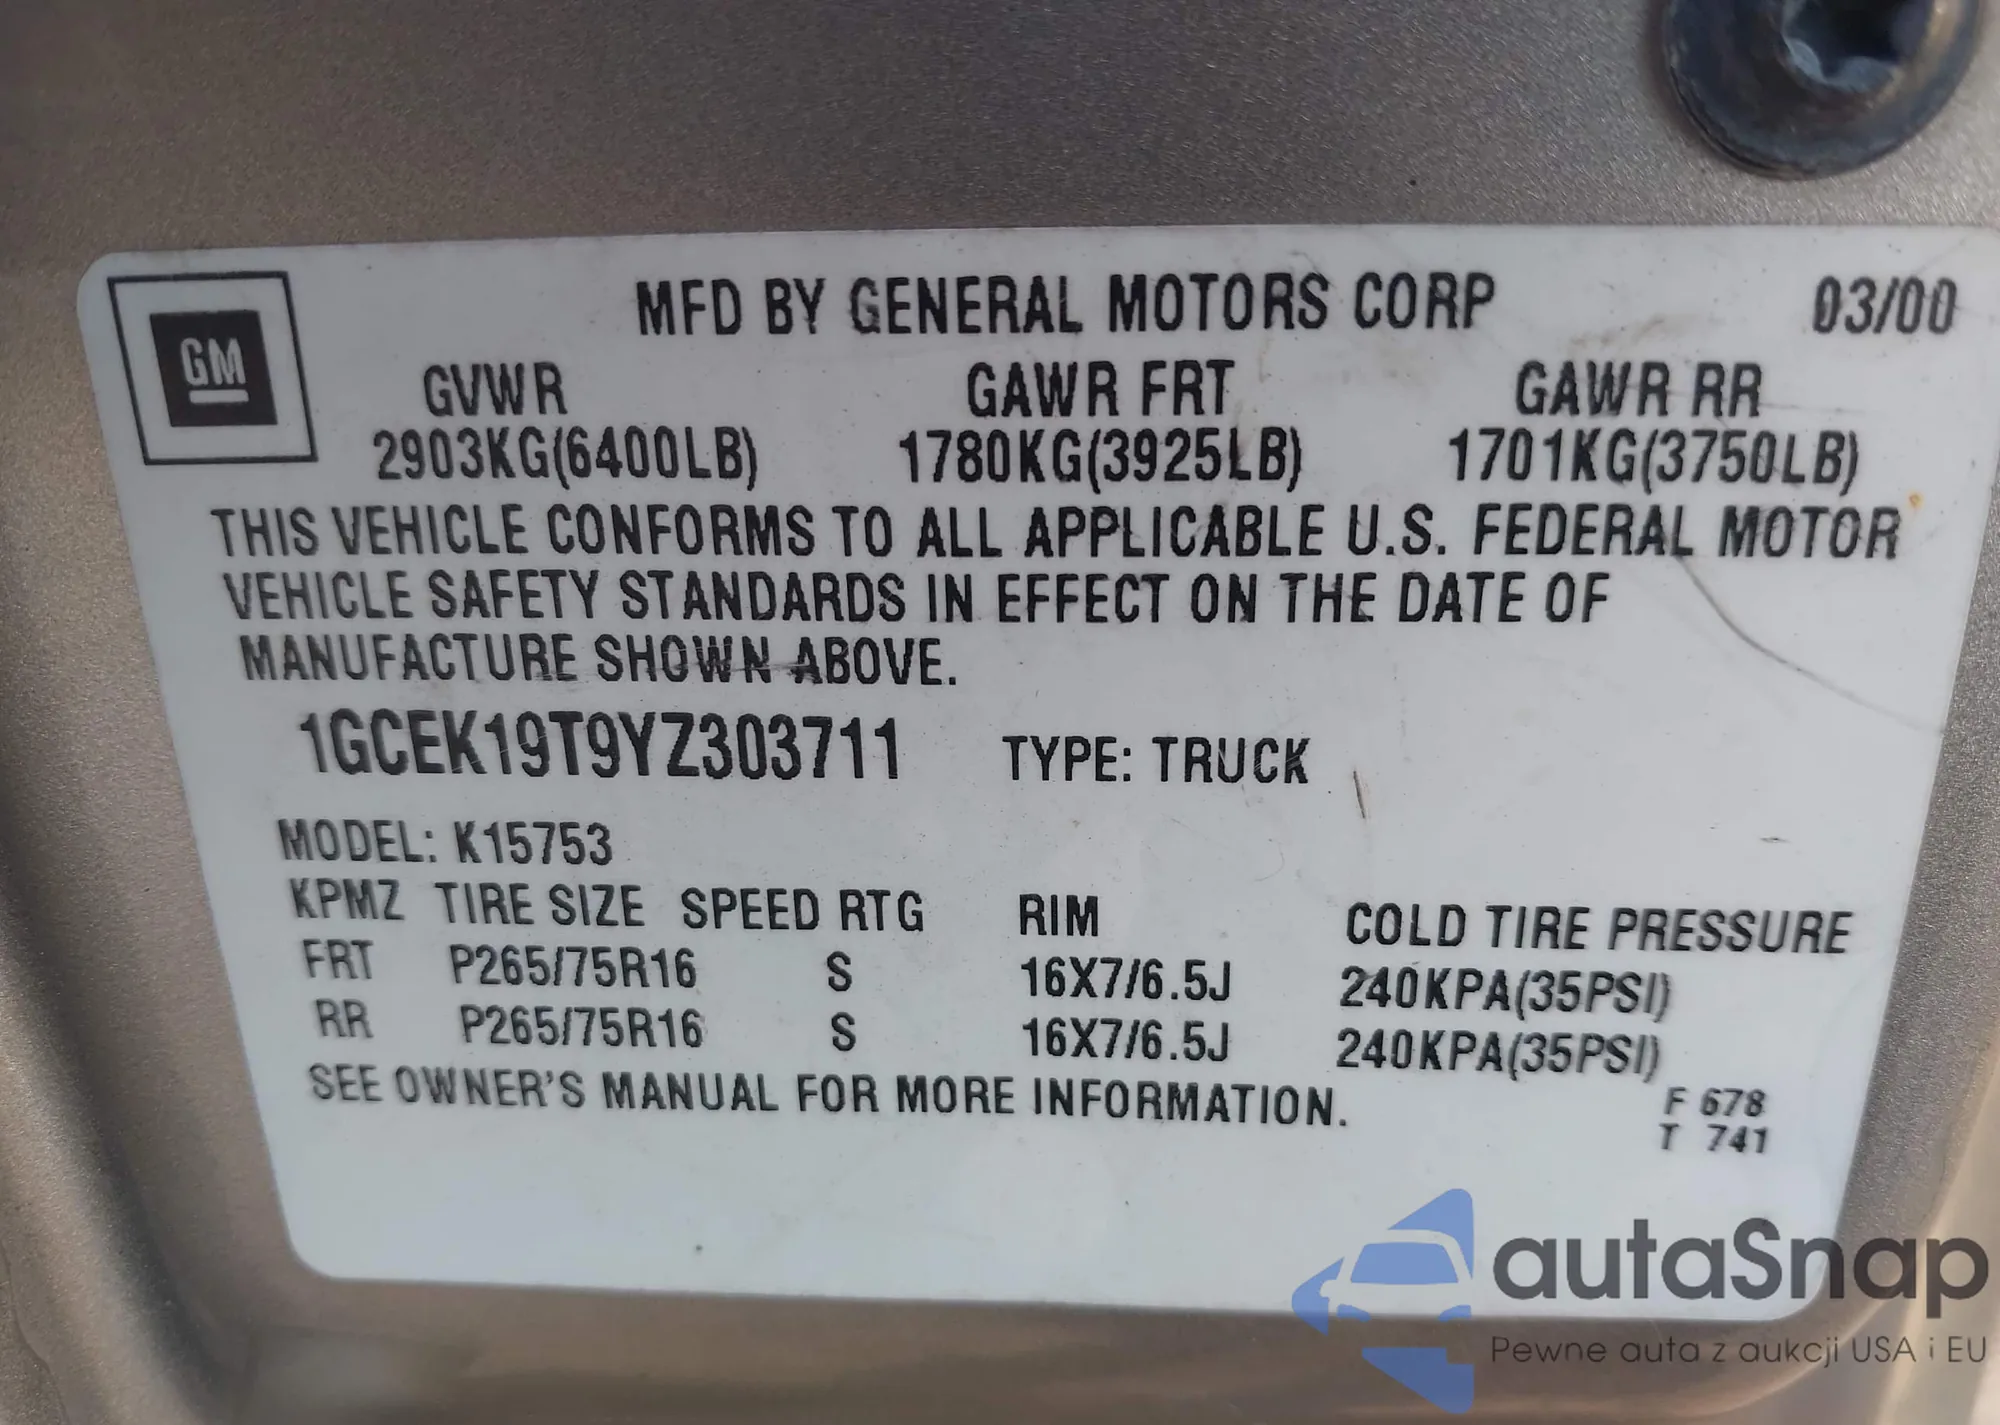 GM
MFD BY GENERAL MOTORS CORP 03/00
GVWR GAWR FRT GAWR RR
2903KG(6400LB) 1780KG(3925LB) 1701KG(3750LB)
THIS VEHICLE CONFORMS TO ALL APPLICABLE U.S. FEDERAL MOTOR
VEHICLE SAFETY STANDARDS IN EFFECT ON THE DATE OF
MANUFACTURE SHOWN ABOVE.
1GCEK19T9YZ303711 TYPE: TRUCK
MODEL: K15753
KPMZ TIRE SIZE SPEED RTG RIM COLD TIRE PRESSURE
FRT P265/75R16 S 16X7/6.5J 240KPA(35PSI)
RR P265/75R16 S 16X7/6.5J 240KPA(35PSI)
SEE OWNER'S MANUAL FOR MORE INFORMATION.
F 678
T 741
autaSnap
Pewne auta z aukcji USA i EU